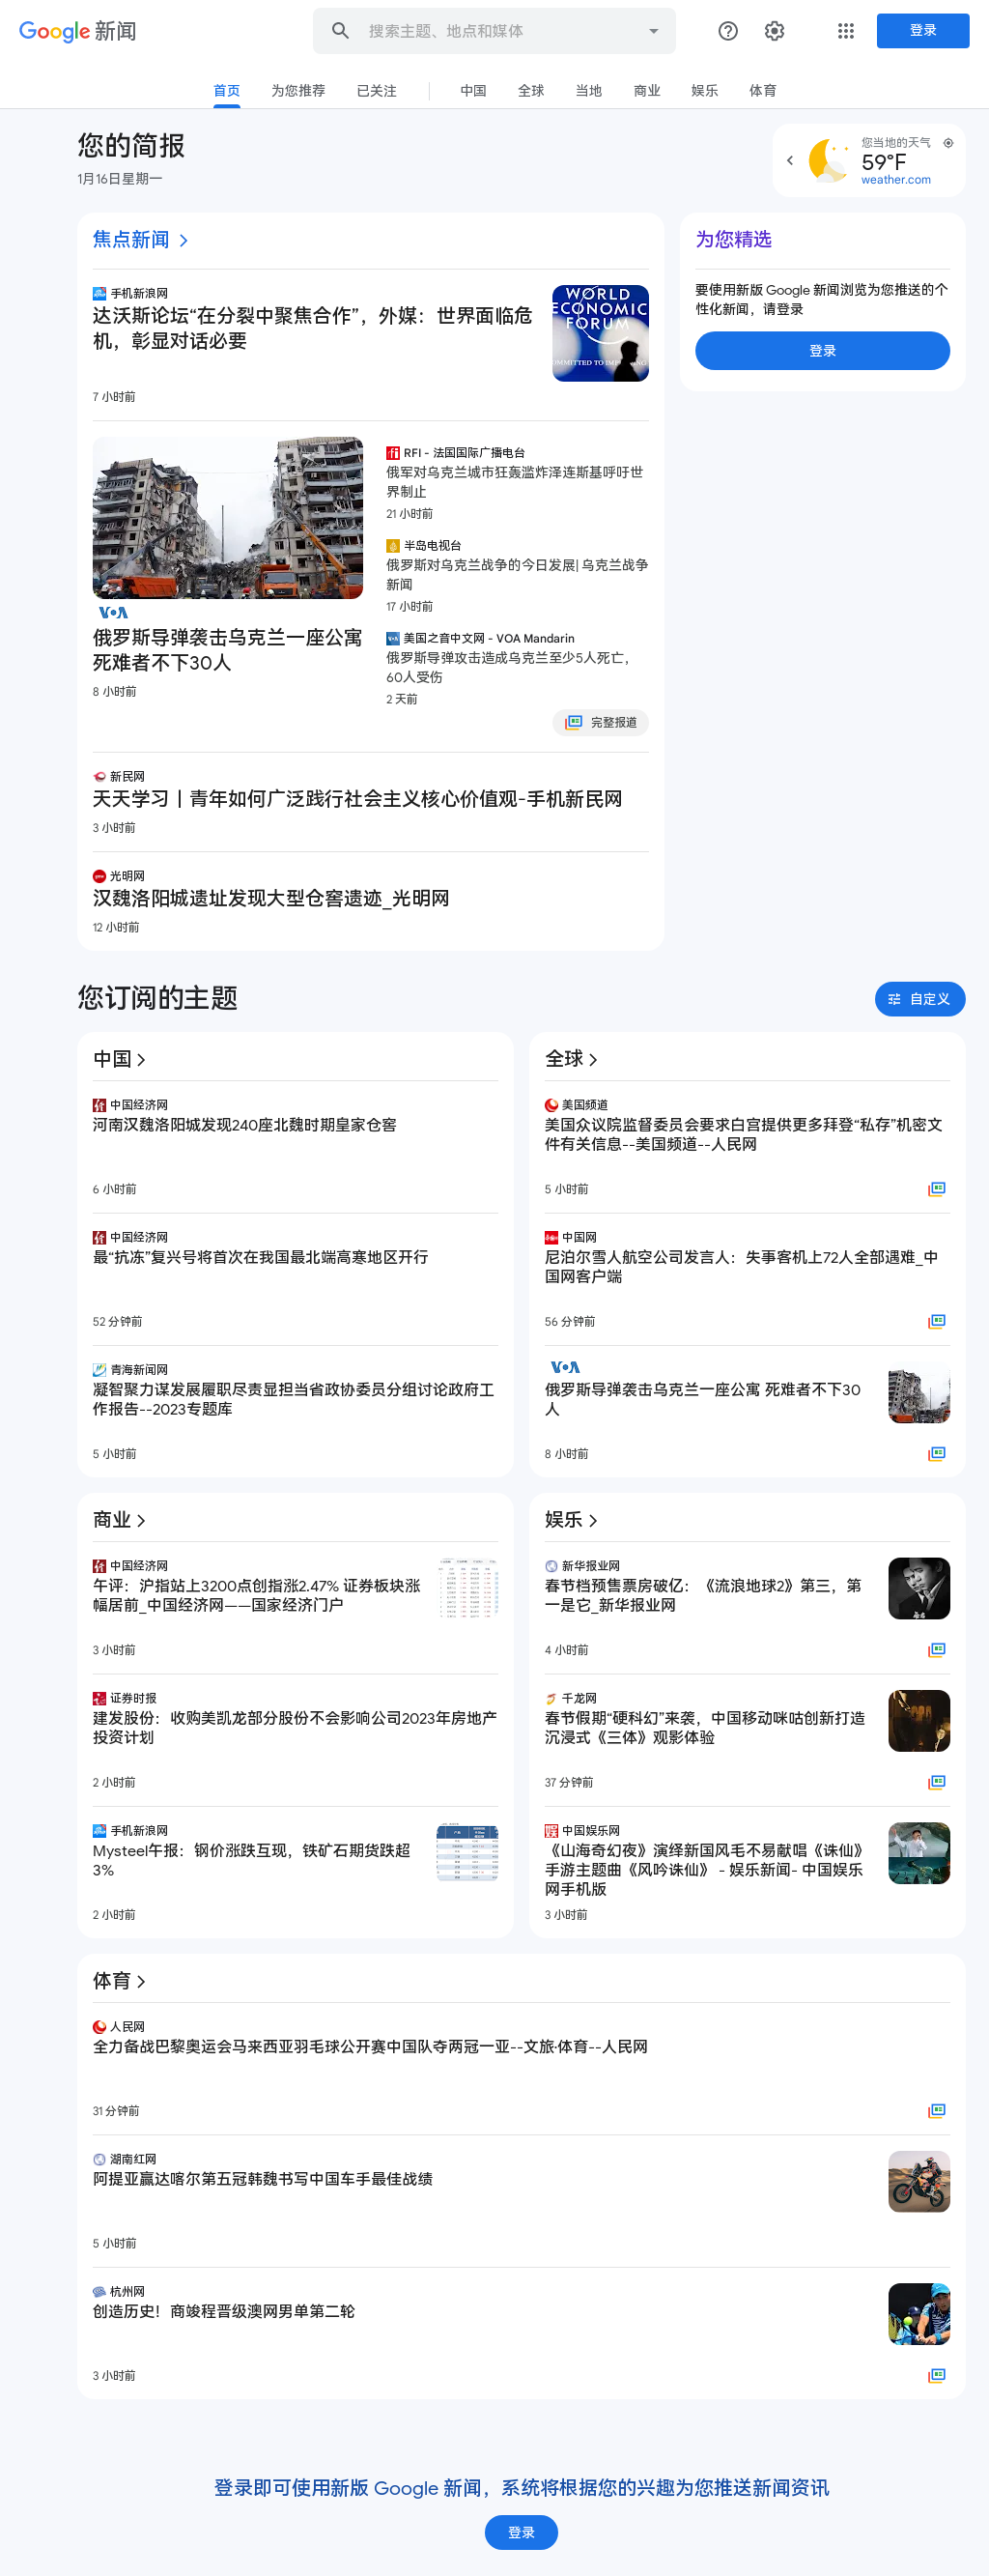 Google 新闻
搜索主题、地点和媒体
登录
首页
为您推荐
已关注
中国
全球
当地
商业
娱乐
体育
您的简报
1月16日星期一
您当地的天气
59°F
weather.com
焦点新闻
手机新浪网
达沃斯论坛“在分裂中聚焦合作”，外媒：世界面临危
机，彰显对话必要
7 小时前
WORLD
ECONOMIC
FORUM
VOA
俄罗斯导弹袭击乌克兰一座公寓
死难者不下30人
8 小时前
RFI - 法国国际广播电台
俄军对乌克兰城市狂轰滥炸泽连斯基呼吁世
界制止
21 小时前
半岛电视台
俄罗斯对乌克兰战争的今日发展| 乌克兰战争
新闻
17 小时前
美国之音中文网 - VOA Mandarin
俄罗斯导弹攻击造成乌克兰至少5人死亡，
60人受伤
2 天前
完整报道
新民网
天天学习丨青年如何广泛践行社会主义核心价值观-手机新民网
3 小时前
光明网
汉魏洛阳城遗址发现大型仓窖遗迹_光明网
12 小时前
为您精选
要使用新版 Google 新闻浏览为您推送的个
性化新闻，请登录
登录
您订阅的主题
自定义
中国
中国经济网
河南汉魏洛阳城发现240座北魏时期皇家仓窖
6 小时前
中国经济网
最“抗冻”复兴号将首次在我国最北端高寒地区开行
52 分钟前
青海新闻网
凝智聚力谋发展履职尽责显担当省政协委员分组讨论政府工
作报告--2023专题库
5 小时前
全球
美国频道
美国众议院监督委员会要求白宫提供更多拜登“私存”机密文
件有关信息--美国频道--人民网
5 小时前
中国网
尼泊尔雪人航空公司发言人：失事客机上72人全部遇难_中
国网客户端
56 分钟前
VOA
俄罗斯导弹袭击乌克兰一座公寓 死难者不下30
人
8 小时前
商业
中国经济网
午评：沪指站上3200点创指涨2.47% 证券板块涨
幅居前_中国经济网——国家经济门户
3 小时前
证券时报
建发股份：收购美凯龙部分股份不会影响公司2023年房地产
投资计划
2 小时前
手机新浪网
Mysteel午报：钢价涨跌互现，铁矿石期货跌超
3%
2 小时前
娱乐
新华报业网
春节档预售票房破亿：《流浪地球2》第三，第
一是它_新华报业网
4 小时前
千龙网
春节假期“硬科幻”来袭，中国移动咪咕创新打造
沉浸式《三体》观影体验
37 分钟前
中国娱乐网
《山海奇幻夜》演绎新国风毛不易献唱《诛仙》
手游主题曲《风吟诛仙》 - 娱乐新闻- 中国娱乐
网手机版
3 小时前
体育
人民网
全力备战巴黎奥运会马来西亚羽毛球公开赛中国队夺两冠一亚--文旅·体育--人民网
31 分钟前
湖南红网
阿提亚赢达喀尔第五冠韩魏书写中国车手最佳战绩
5 小时前
杭州网
创造历史！商竣程晋级澳网男单第二轮
3 小时前
登录即可使用新版 Google 新闻，系统将根据您的兴趣为您推送新闻资讯
登录